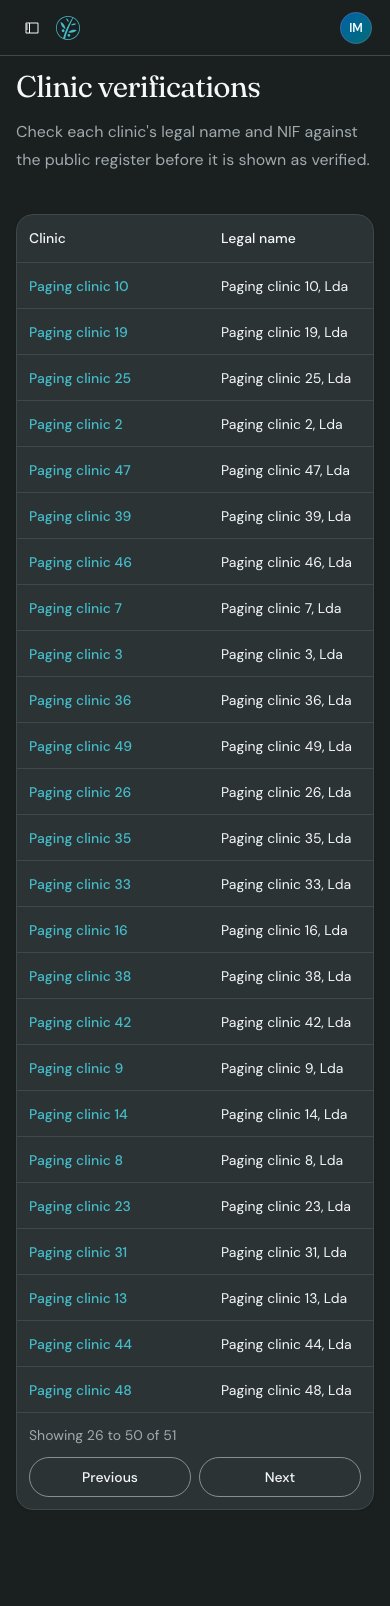 IM
Clinic verifications
Check each clinic's legal name and NIF against
the public register before it is shown as verified.
Clinic Legal name
Paging clinic 10 Paging clinic 10, Lda
Paging clinic 19 Paging clinic 19, Lda
Paging clinic 25 Paging clinic 25, Lda
Paging clinic 2 Paging clinic 2, Lda
Paging clinic 47 Paging clinic 47, Lda
Paging clinic 39 Paging clinic 39, Lda
Paging clinic 46 Paging clinic 46, Lda
Paging clinic 7 Paging clinic 7, Lda
Paging clinic 3 Paging clinic 3, Lda
Paging clinic 36 Paging clinic 36, Lda
Paging clinic 49 Paging clinic 49, Lda
Paging clinic 26 Paging clinic 26, Lda
Paging clinic 35 Paging clinic 35, Lda
Paging clinic 33 Paging clinic 33, Lda
Paging clinic 16 Paging clinic 16, Lda
Paging clinic 38 Paging clinic 38, Lda
Paging clinic 42 Paging clinic 42, Lda
Paging clinic 9 Paging clinic 9, Lda
Paging clinic 14 Paging clinic 14, Lda
Paging clinic 8 Paging clinic 8, Lda
Paging clinic 23 Paging clinic 23, Lda
Paging clinic 31 Paging clinic 31, Lda
Paging clinic 13 Paging clinic 13, Lda
Paging clinic 44 Paging clinic 44, Lda
Paging clinic 48 Paging clinic 48, Lda
Showing 26 to 50 of 51
Previous Next